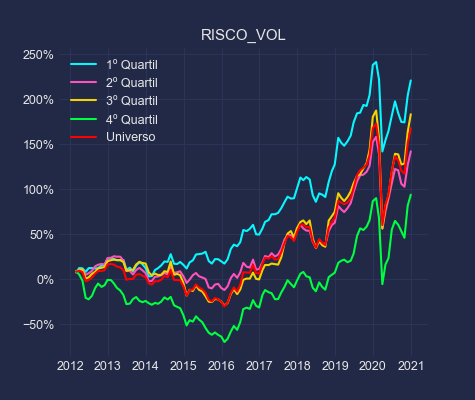 RISCO_VOL
250%
200%
150%
100%
50%
0%
−50%
1º Quartil
2º Quartil
3º Quartil
4º Quartil
Universo
2012 2013 2014 2015 2016 2017 2018 2019 2020 2021